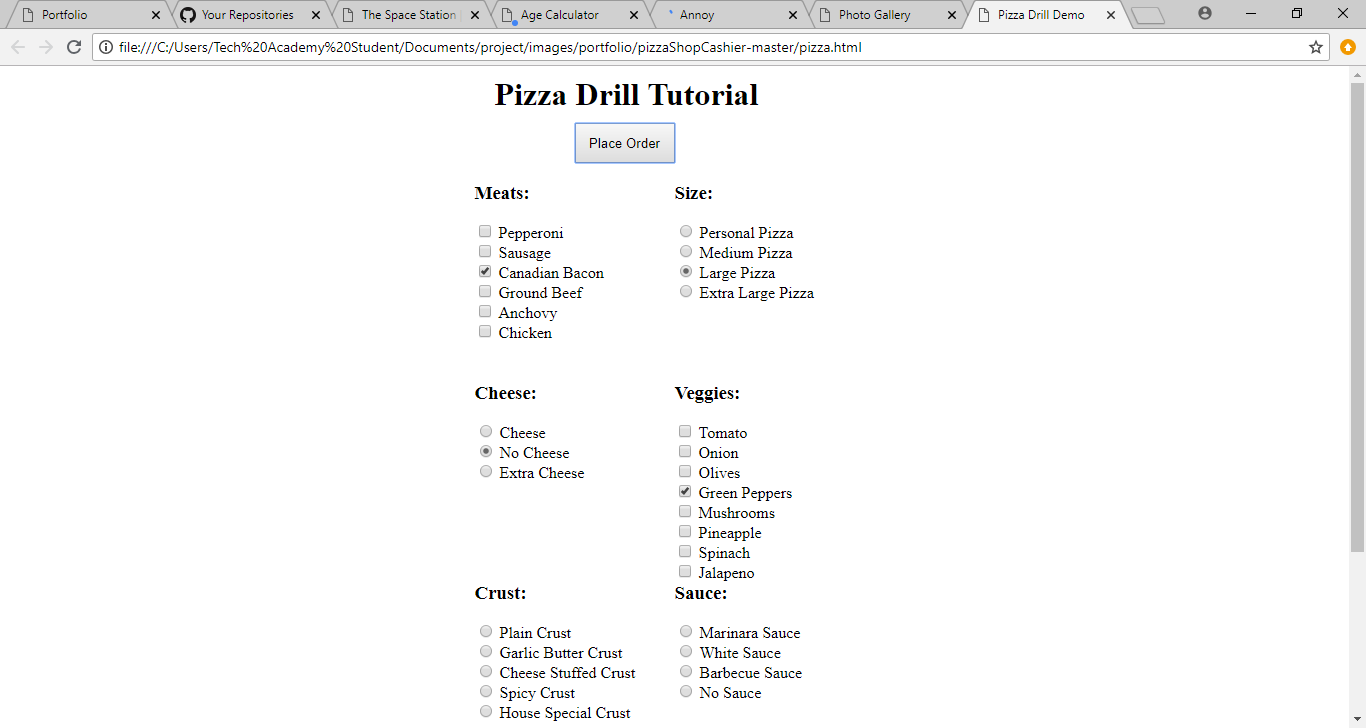 Portfolio
Your Repositories
The Space Station
Age Calculator
Annoy
Photo Gallery
Pizza Drill Demo
file:///C:/Users/Tech%20Academy%20Student/Documents/project/images/portfolio/pizzaShopCashier-master/pizza.html
Pizza Drill Tutorial
Place Order
Meats:
Pepperoni
Sausage
Canadian Bacon
Ground Beef
Anchovy
Chicken
Size:
Personal Pizza
Medium Pizza
Large Pizza
Extra Large Pizza
Cheese:
Cheese
No Cheese
Extra Cheese
Veggies:
Tomato
Onion
Olives
Green Peppers
Mushrooms
Pineapple
Spinach
Jalapeno
Crust:
Plain Crust
Garlic Butter Crust
Cheese Stuffed Crust
Spicy Crust
House Special Crust
Sauce:
Marinara Sauce
White Sauce
Barbecue Sauce
No Sauce